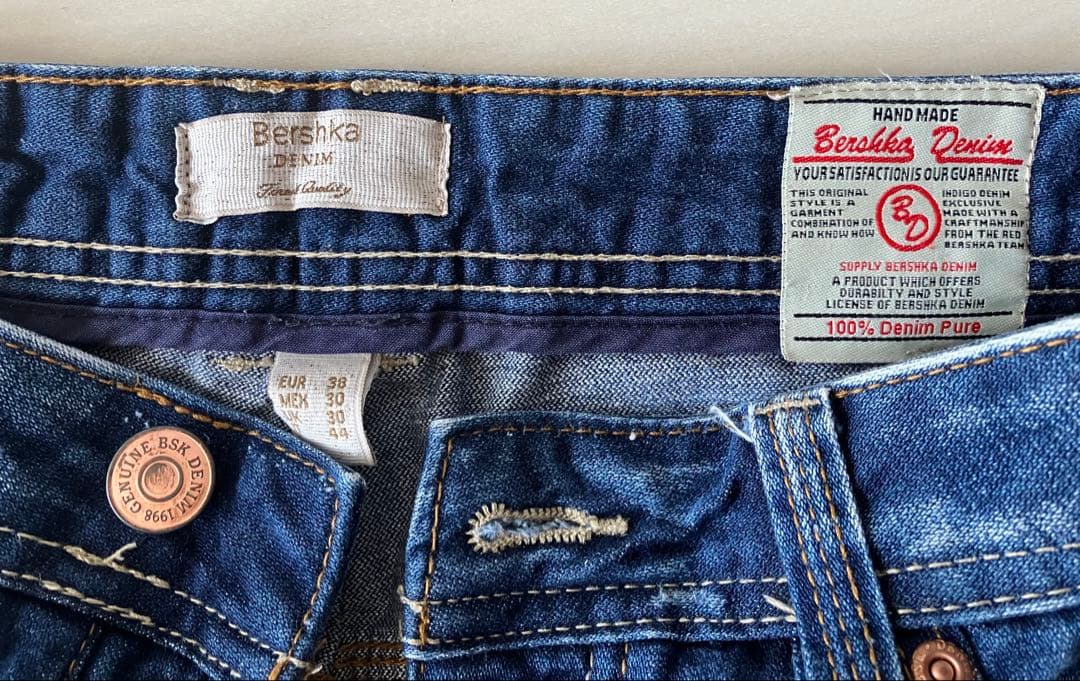 Bershka
DENIM
HAND MADE
Bershka Denim
YOUR SATISFACTION IS OUR GUARANTEE
THIS ORIGINAL
STYLE IS A
GARMENT
COMBINATION OF
AND KNOW HOW
BD
INDIGO DENIM
EXCLUSIVE
MADE WITH A
CRAFTMANSHIP
FROM THE RED
BERSHKA TEAM
SUPPLY BERSHKA DENIM
A PRODUCT WHICH OFFERS
DURABILTY AND STYLE
LICENSE OF BERSHKA DENIM
100% Denim Pure
EUR 38
MEX 30
30
44
GENUINE BSK DENIM 1998